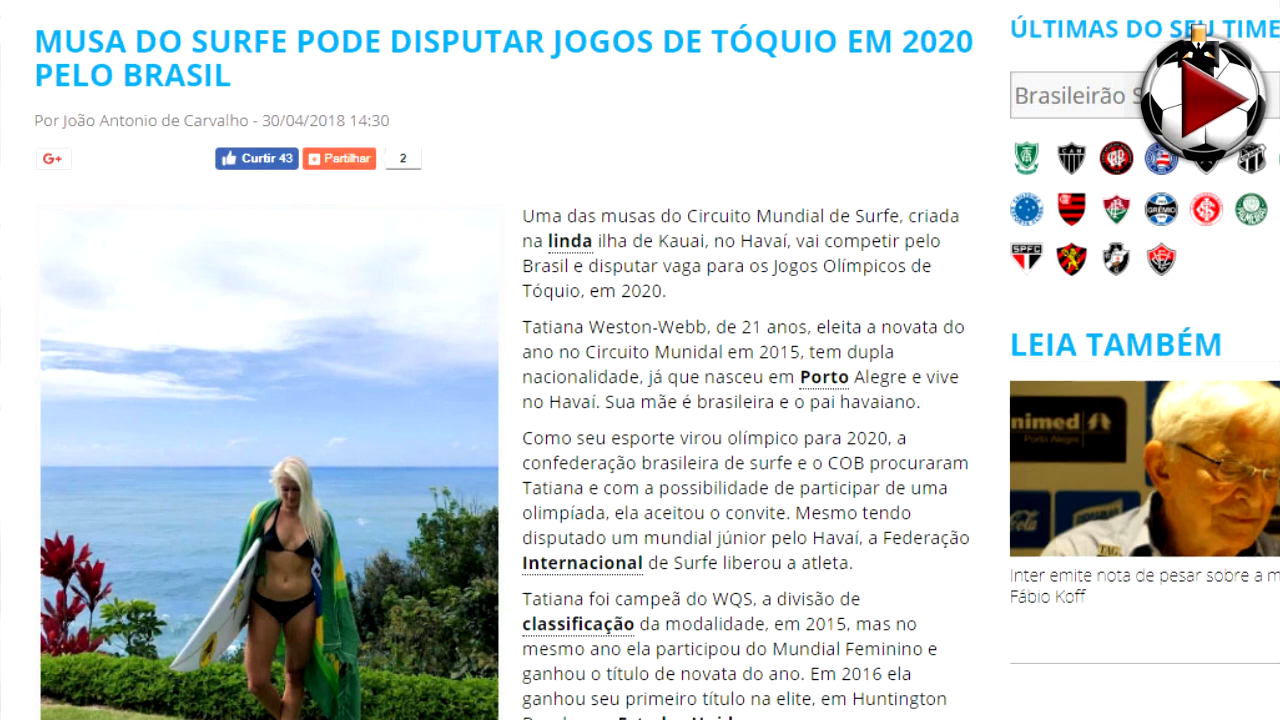 MUSA DO SURFE PODE DISPUTAR JOGOS DE TÓQUIO EM 2020
PELO BRASIL
Por João Antonio de Carvalho - 30/04/2018 14:30
G+
Curtir 43
Partilhar
2
Uma das musas do Circuito Mundial de Surfe, criada
na linda ilha de Kauai, no Havaí, vai competir pelo
Brasil e disputar vaga para os Jogos Olímpicos de
Tóquio, em 2020.
Tatiana Weston-Webb, de 21 anos, eleita a novata do
ano no Circuito Munidal em 2015, tem dupla
nacionalidade, já que nasceu em Porto Alegre e vive
no Havaí. Sua mãe é brasileira e o pai havaiano.
Como seu esporte virou olímpico para 2020, a
confederação brasileira de surfe e o COB procuraram
Tatiana e com a possibilidade de participar de uma
olimpíada, ela aceitou o convite. Mesmo tendo
disputado um mundial júnior pelo Havaí, a Federação
Internacional de Surfe liberou a atleta.
Tatiana foi campeã do WQS, a divisão de
classificação da modalidade, em 2015, mas no
mesmo ano ela participou do Mundial Feminino e
ganhou o título de novata do ano. Em 2016 ela
ganhou seu primeiro título na elite, em Huntington
ÚLTIMAS DO SEU TIME
Brasileirão S
CAN
GRÊMIO
SPFC
LEIA TAMBÉM
nimed
Porto Alegre
TAG
Inter emite nota de pesar sobre a m
Fábio Koff